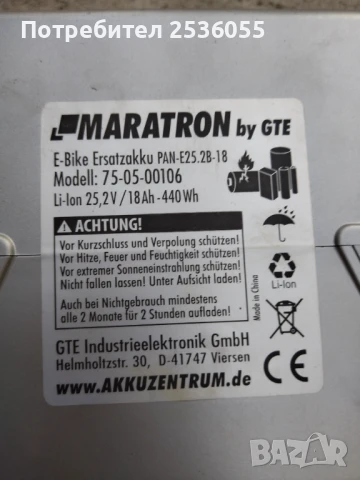 Потребител 2536055
MARATRON by GTE
E-Bike Ersatzakku PAN-E25.2B-18
Modell: 75-05-00106
Li-Ion 25,2V / 18Ah - 440Wh
ACHTUNG!
Vor Kurzschluss und Verpolung schützen!
Vor Hitze, Feuer und Feuchtigkeit schützen!
Vor extremer Sonneneinstrahlung schützen!
Nicht fallen lassen! Unter Aufsicht laden!
Auch bei Nichtgebrauch mindestens
alle 2 Monate für 2 Stunden aufladen!
Made in China
Li-Ion
GTE Industrieelektronik GmbH
Helmholtzstr. 30, D-41747 Viersen
www.AKKUZENTRUM.de
CE
bazar